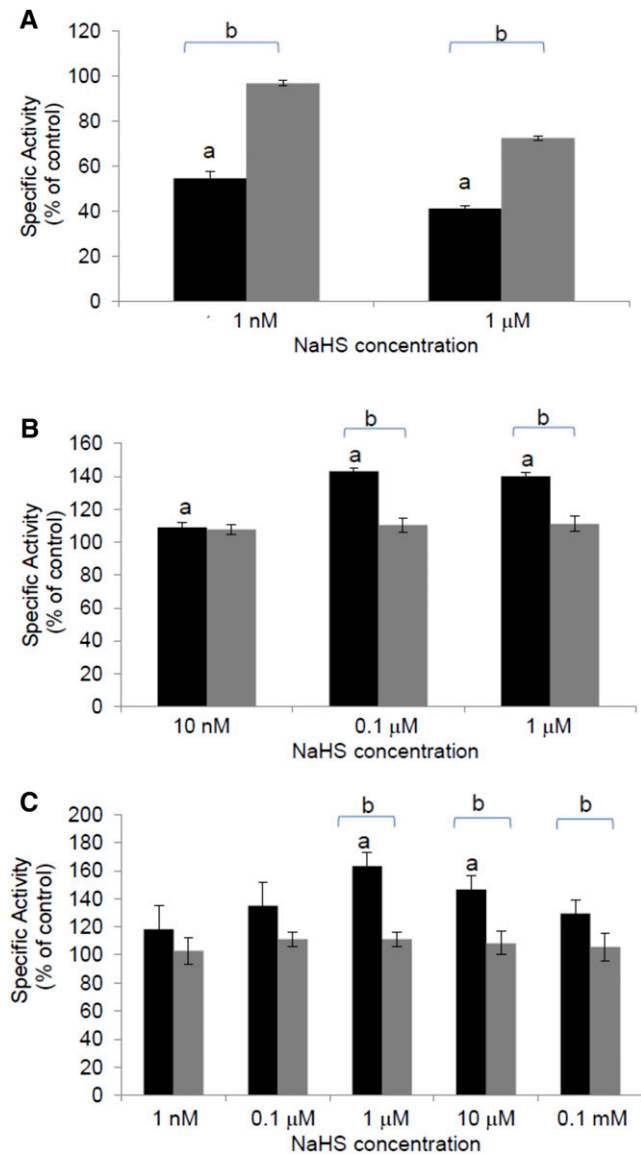 A
b b
120
100
80
60
40
20
0
a a
Specific Activity
(% of control)
1 nM 1 μM
NaHS concentration
B
b b
160
140
120
100
80
60
40
20
0
a a a
Specific Activity
(% of control)
10 nM 0.1 μM 1 μM
NaHS concentration
C
b b b
200
180
160
140
120
100
80
60
40
20
0
a a
Specific Activity
(% of control)
1 nM 0.1 μM 1 μM 10 μM 0.1 mM
NaHS concentration